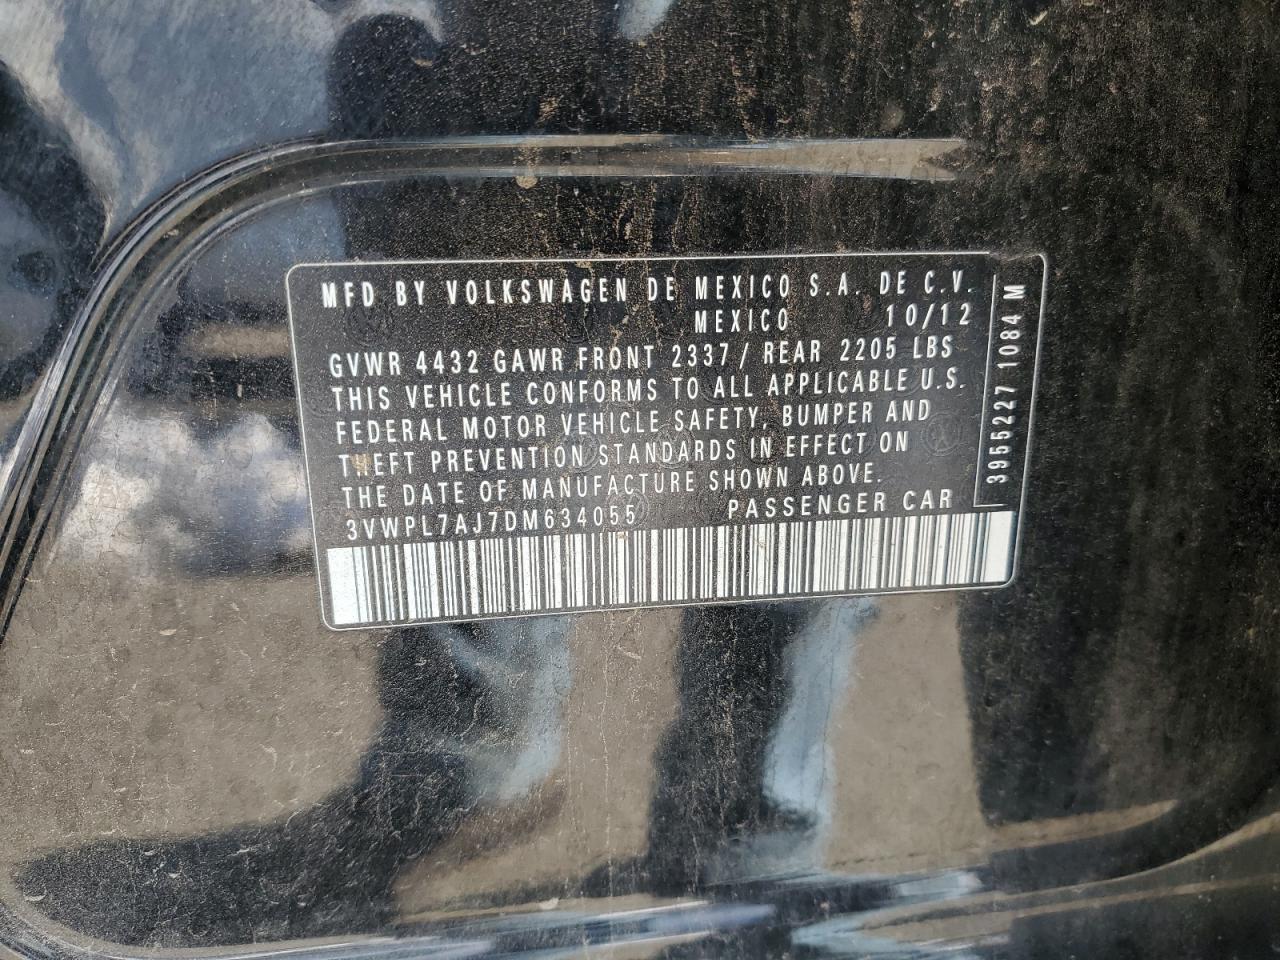 MFD BY VOLKSWAGEN DE MEXICO S.A. DE C.V.
MEXICO 10/12
GVWR 4432 GAWR FRONT 2337/ REAR 2205 LBS
THIS VEHICLE CONFORMS TO ALL APPLICABLE U.S.
FEDERAL MOTOR VEHICLE SAFETY, BUMPER AND
THEFT PREVENTION STANDARDS IN EFFECT ON
THE DATE OF MANUFACTURE SHOWN ABOVE.
3VWPL7AJ7DM634055 PASSENGER CAR
3955227 1084 M